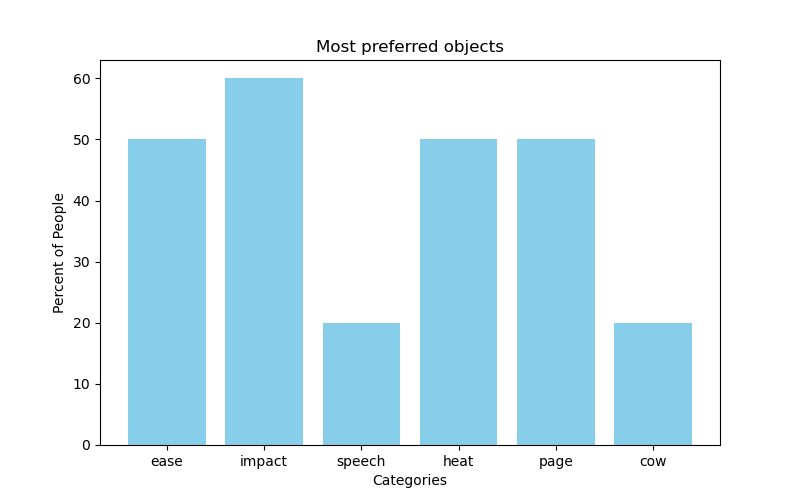 Most preferred objects
Percent of People
60
50
40
30
20
10
0
ease impact speech heat page cow
Categories